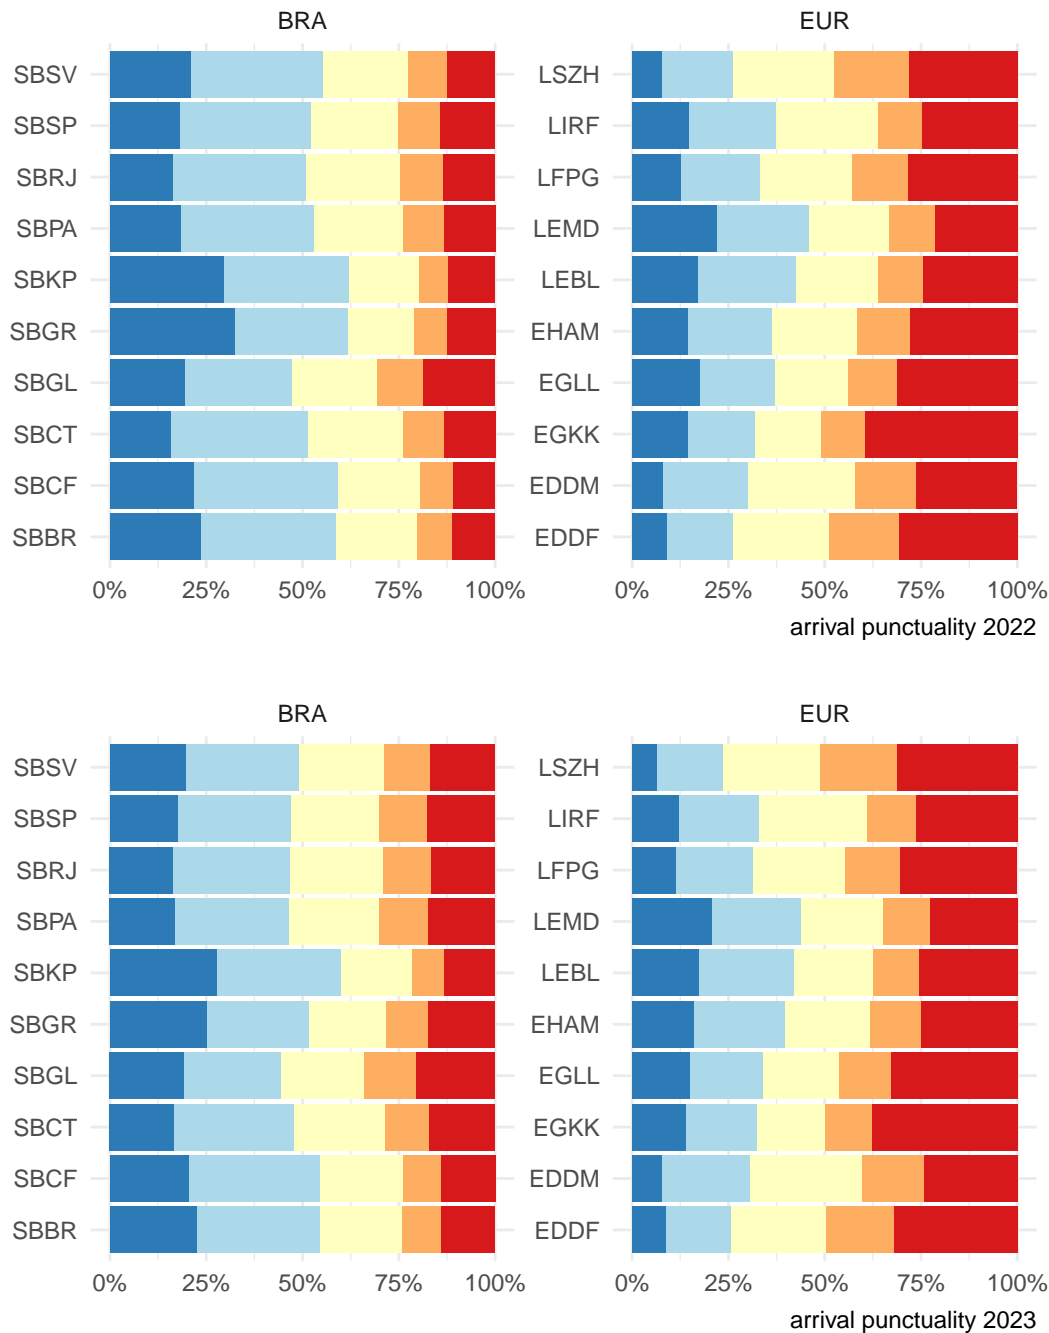 BRA EUR
SBSV LSZH
SBSP LIRF
SBRJ LFPG
SBPA LEMD
SBKP LEBL
SBGR EHAM
SBGL EGLL
SBCT EGKK
SBCF EDDM
SBBR EDDF
0% 25% 50% 75% 100% 0% 25% 50% 75% 100%
arrival punctuality 2022
BRA EUR
SBSV LSZH
SBSP LIRF
SBRJ LFPG
SBPA LEMD
SBKP LEBL
SBGR EHAM
SBGL EGLL
SBCT EGKK
SBCF EDDM
SBBR EDDF
0% 25% 50% 75% 100% 0% 25% 50% 75% 100%
arrival punctuality 2023